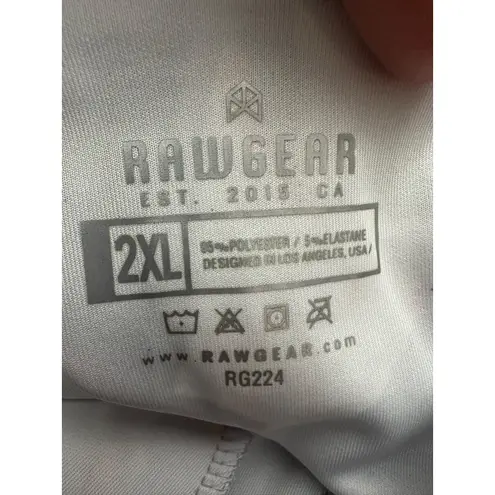 RAWGEAR
EST. 2015 CA
2XL
95% POLYESTER / 5% ELASTANE
DESIGNED IN LOS ANGELES, USA/
www.RAWGEAR.com
RG224